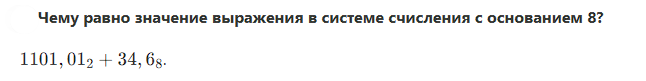 Чему равно значение выражения в системе счисления с основанием 8?
1101,01₂ + 34,6₈.